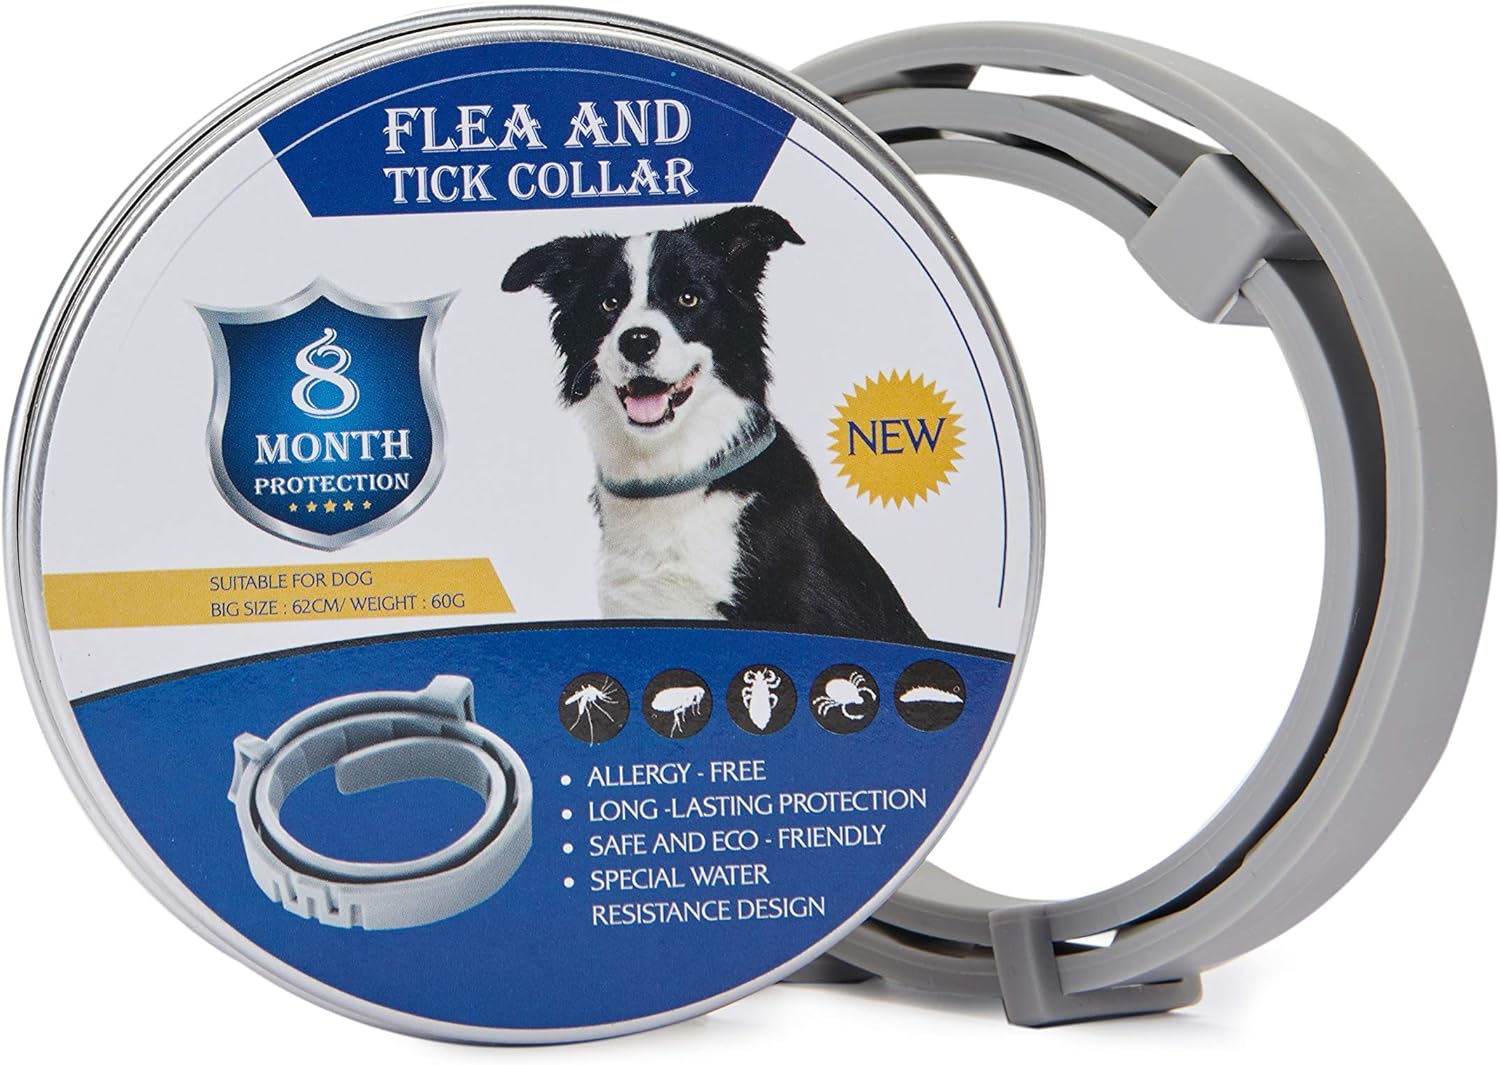 FLEA AND
TICK COLLAR
8
MONTH
PROTECTION
NEW
SUITABLE FOR DOG
BIG SIZE : 62CM/ WEIGHT : 60G
• ALLERGY - FREE
• LONG -LASTING PROTECTION
• SAFE AND ECO - FRIENDLY
• SPECIAL WATER
RESISTANCE DESIGN